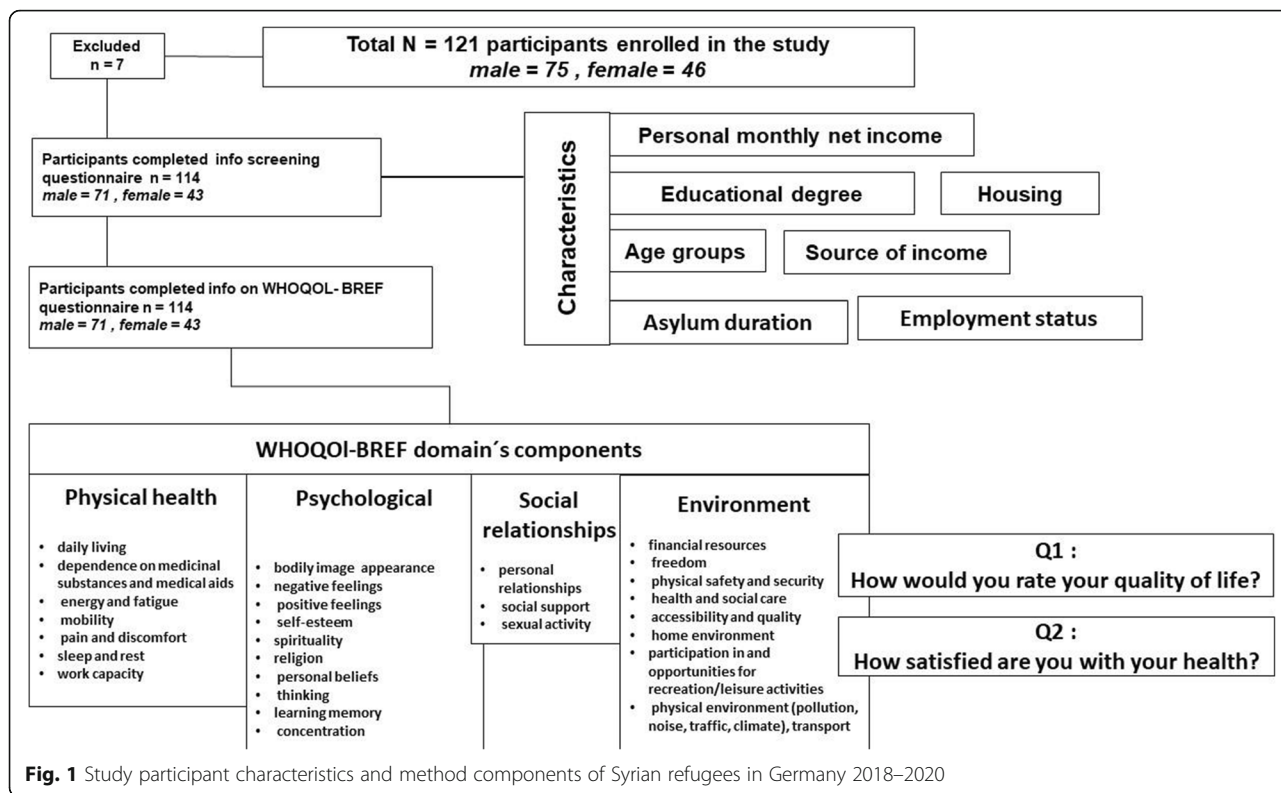 Excluded
n = 7
Total N = 121 participants enrolled in the study
male = 75 , female = 46
Participants completed info screening
questionnaire n = 114
male = 71 , female = 43
Characteristics
Personal monthly net income
Educational degree
Housing
Age groups
Source of income
Asylum duration
Employment status
Participants completed info on WHOQOL- BREF
questionnaire n = 114
male = 71 , female = 43
WHOQOl-BREF domain´s components
Physical health
• daily living
• dependence on medicinal
substances and medical aids
• energy and fatigue
• mobility
• pain and discomfort
• sleep and rest
• work capacity
Psychological
• bodily image appearance
• negative feelings
• positive feelings
• self-esteem
• spirituality
• religion
• personal beliefs
• thinking
• learning memory
• concentration
Social
relationships
• personal
relationships
• social support
• sexual activity
Environment
• financial resources
• freedom
• physical safety and security
• health and social care
• accessibility and quality
• home environment
• participation in and
opportunities for
recreation/leisure activities
• physical environment (pollution,
noise, traffic, climate), transport
Q1 :
How would you rate your quality of life?
Q2 :
How satisfied are you with your health?
Fig. 1 Study participant characteristics and method components of Syrian refugees in Germany 2018–2020